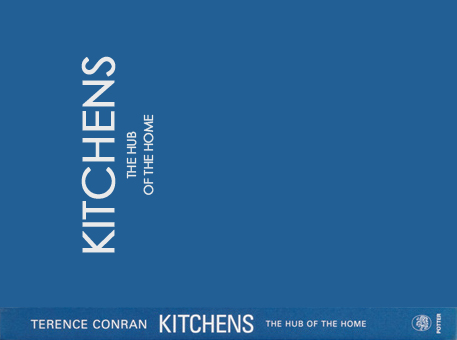 KITCHENS
THE HUB
OF THE HOME
TERENCE CONRAN KITCHENS THE HUB OF THE HOME POTTER